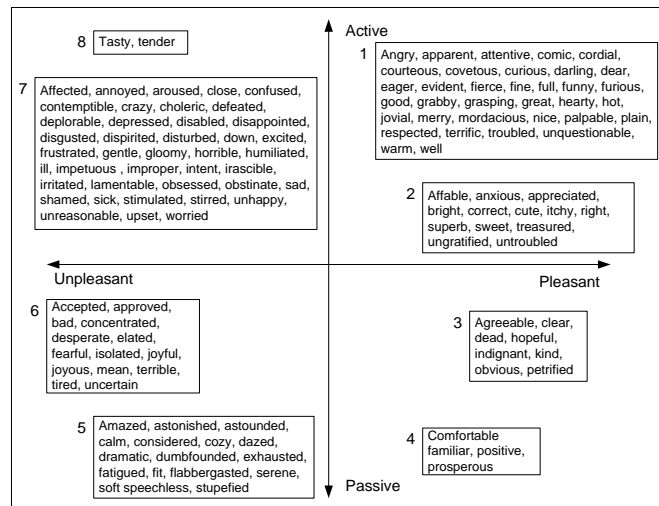 8
Tasty, tender
Active
1
Angry, apparent, attentive, comic, cordial,
courteous, covetous, curious, darling, dear,
eager, evident, fierce, fine, full, funny, furious,
good, grabby, grasping, great, hearty, hot,
jovial, merry, mordacious, nice, palpable, plain,
respected, terrific, troubled, unquestionable,
warm, well
7
Affected, annoyed, aroused, close, confused,
contemptible, crazy, choleric, defeated,
deplorable, depressed, disabled, disappointed,
disgusted, dispirited, disturbed, down, excited,
frustrated, gentle, gloomy, horrible, humiliated,
ill, impetuous , improper, intent, irascible,
irritated, lamentable, obsessed, obstinate, sad,
shamed, sick, stimulated, stirred, unhappy,
unreasonable, upset, worried
2
Affable, anxious, appreciated,
bright, correct, cute, itchy, right,
superb, sweet, treasured,
ungratified, untroubled
Unpleasant
Pleasant
6
Accepted, approved,
bad, concentrated,
desperate, elated,
fearful, isolated, joyful,
joyous, mean, terrible,
tired, uncertain
3
Agreeable, clear,
dead, hopeful,
indignant, kind,
obvious, petrified
5
Amazed, astonished, astounded,
calm, considered, cozy, dazed,
dramatic, dumbfounded, exhausted,
fatigued, fit, flabbergasted, serene,
soft speechless, stupefied
4
Comfortable
familiar, positive,
prosperous
Passive